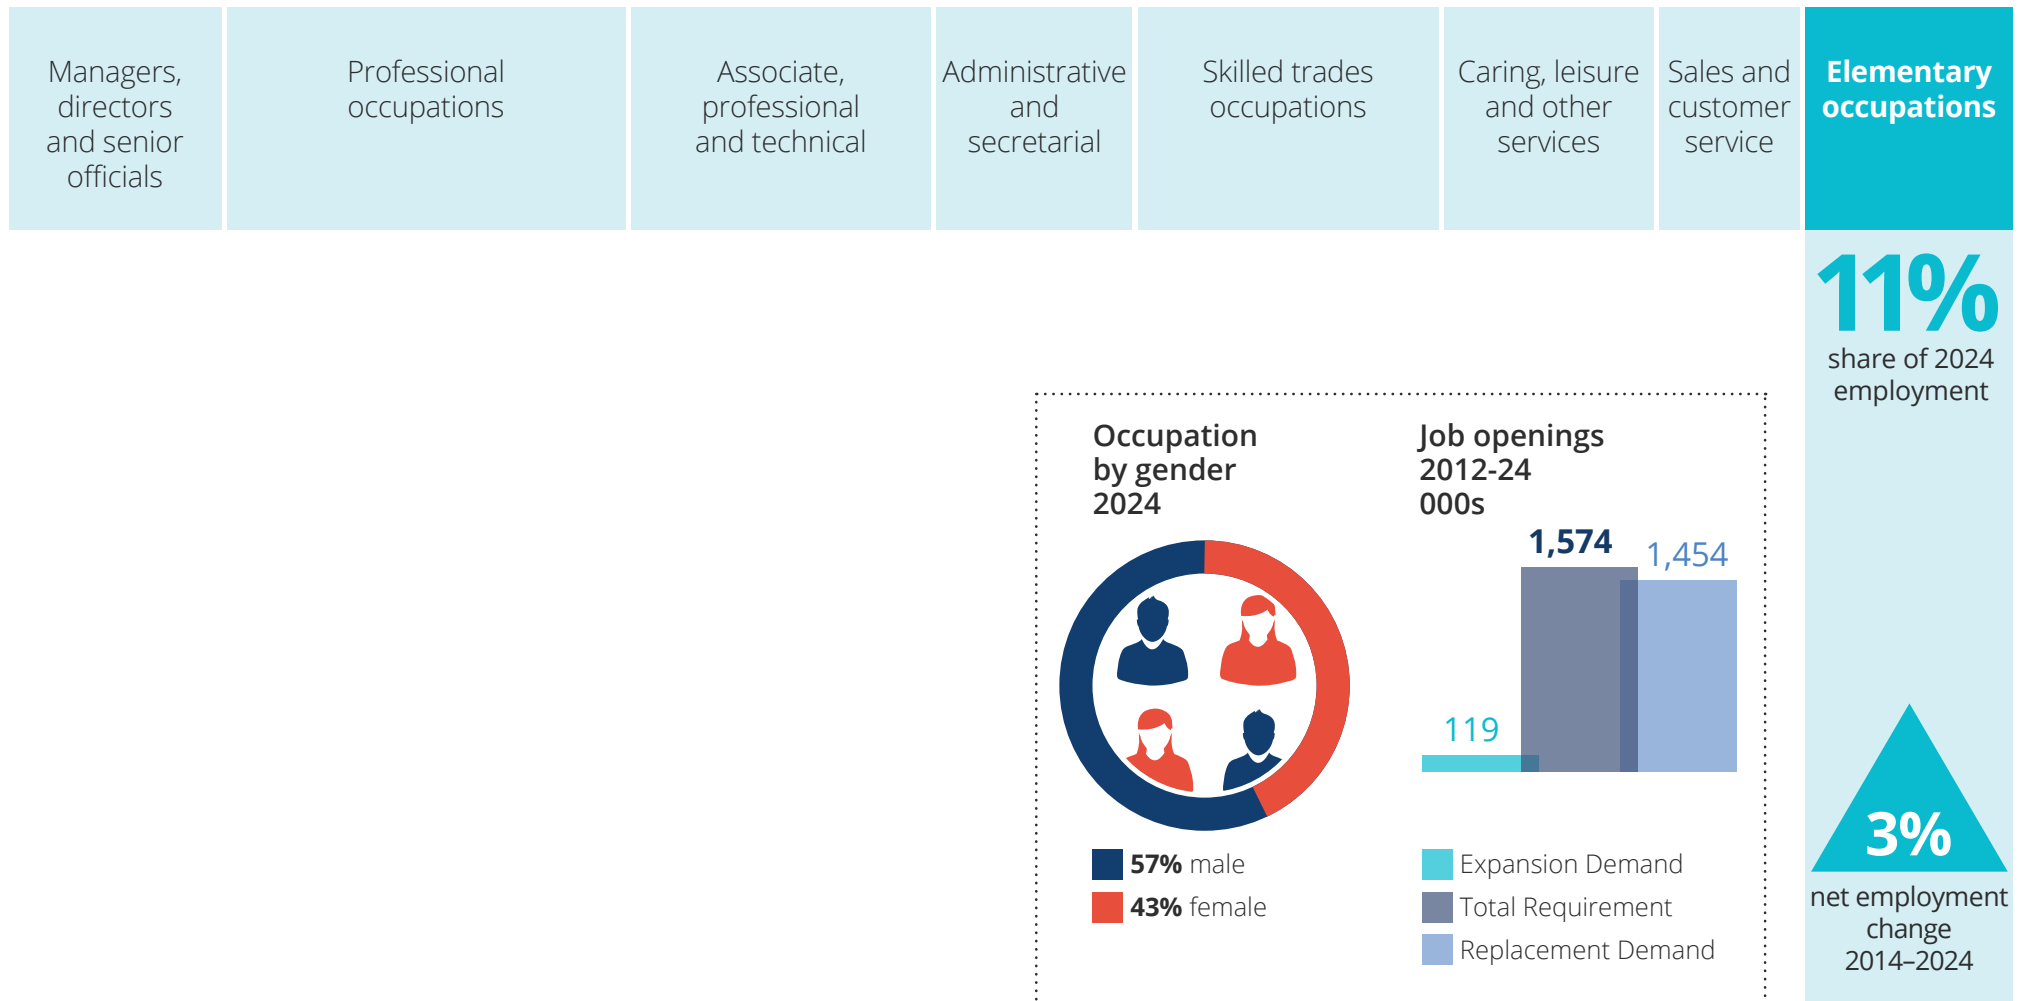 Managers,
directors
and senior
officials
Professional
occupations
Associate,
professional
and technical
Administrative
and
secretarial
Skilled trades
occupations
Caring, leisure
and other
services
Sales and
customer
service
Elementary
occupations
11%
share of 2024
employment
Occupation
by gender
2024
57% male
43% female
Job openings
2012-24
000s
1,574
1,454
119
Expansion Demand
Total Requirement
Replacement Demand
3%
net employment
change
2014–2024